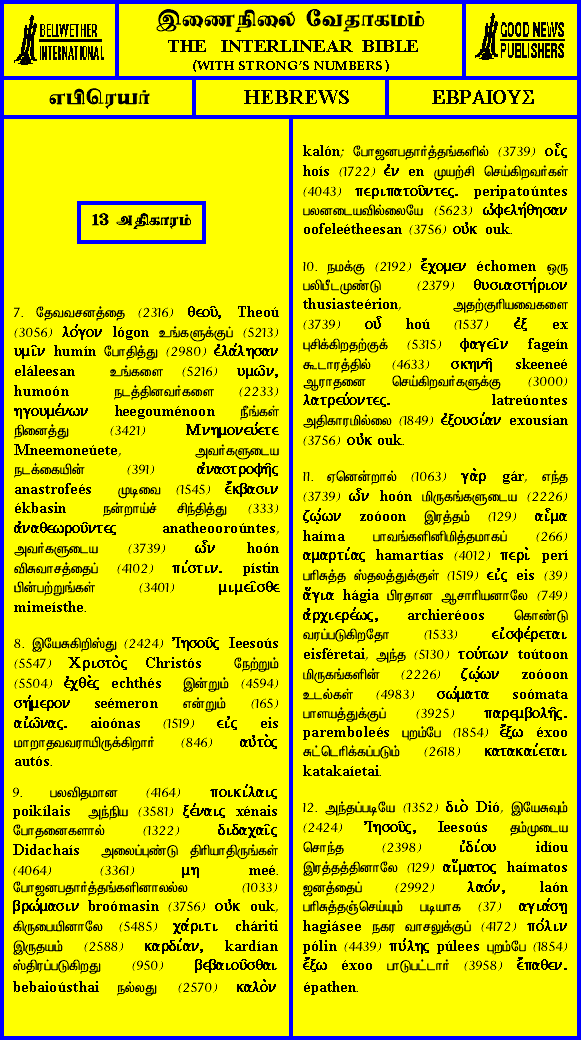 BELLWETHER
INTERNATIONAL
இணைநிலை வேதாகமம்
THE INTERLINEAR BIBLE
(WITH STRONG'S NUMBERS)
GOOD NEWS
PUBLISHERS
எபிரெயர்
HEBREWS
ΕΒΡΑΙΟΥΣ
13 அதிகாரம்
7. தேவவசனத்தை (2316) θεοῦ, Theoú
(3056) λόγον lógon உங்களுக்குப் (5213)
υμῖν humín போதித்து (2980) ἐλάλησαν
eláleesan உங்களை (5216) υμῶν,
humoón நடத்தினவர்களை (2233)
ηγουμένων heegouménoon நீங்கள்
நினைத்து (3421) Μνημονεύετε
Mneemoneúete, அவர்களுடைய
நடக்கையின் (391) ἀναστροφῆς
anastrofeés முடிவை (1545) ἔκβασιν
ékbasin நன்றாய்ச் சிந்தித்து (333)
ἀναθεωροῦντες anatheooroúntes,
அவர்களுடைய (3739) ὧν hoón
விசுவாசத்தைப் (4102) πίστιν. pístin
பின்பற்றுங்கள் (3401) μιμεῖσθε
mimeísthe.
8. இயேசுகிறிஸ்து (2424) Ἰησοῦς Ieesoús
(5547) Χριστὸς Christós நேற்றும்
(5504) ἐχθὲς echthés இன்றும் (4594)
σήμερον seémeron என்றும் (165)
αἰῶνας. aioónas (1519) εἰς eis
மாறாதவராயிருக்கிறார் (846) αὐτὸς
autós.
9. பலவிதமான (4164) ποικίλαις
poikílais அந்நிய (3581) ξέναις xénais
போதனைகளால் (1322) διδαχαῖς
Didachaís அலைப்புண்டு திரியாதிருங்கள்
(4064) (3361) μη meé.
போஜனபதார்த்தங்களினாலல்ல (1033)
βρώμασιν broómasin (3756) οὐκ ouk,
கிருபையினாலே (5485) χάριτι cháriti
இருதயம் (2588) καρδίαν, kardían
ஸ்திரப்படுகிறது (950) βεβαιοῦσθαι
bebaioústhai நல்லது (2570) καλὸν
kalón; போஜனபதார்த்தங்களில் (3739) οἷς
hoís (1722) ἐν en முயற்சி செய்கிறவர்கள்
(4043) περιπατοῦντες. peripatoúntes
பலனடையவில்லையே (5623) ὠφελήθησαν
oofeleétheesan (3756) οὐκ ouk.
10. நமக்கு (2192) ἔχομεν échomen ஒரு
பலிபீடமுண்டு (2379) θυσιαστήριον
thusiasteérion, அதற்குரியவைகளை
(3739) οὗ hoú (1537) ἐξ ex
புசிக்கிறதற்குக் (5315) φαγεῖν fageín
கூடாரத்தில் (4633) σκηνῇ skeeneé
ஆராதனை செய்கிறவர்களுக்கு (3000)
λατρεύοντες. latreúontes
அதிகாரமில்லை (1849) ἐξουσίαν exousían
(3756) οὐκ ouk.
11. ஏனென்றால் (1063) γὰρ gár, எந்த
(3739) ὧν hoón மிருகங்களுடைய (2226)
ζῴων zoóoon இரத்தம் (129) αἷμα
haíma பாவங்களினிமித்தமாகப் (266)
αμαρτίας hamartías (4012) περὶ perí
பரிசுத்த ஸ்தலத்துக்குள் (1519) εἰς eis (39)
ἅγια hágia பிரதான ஆசாரியனாலே (749)
ἀρχιερέως, archieréoos கொண்டு
வரப்படுகிறதோ (1533) εἰσφέρεται
eisféretai, அந்த (5130) τούτων toútoon
மிருகங்களின் (2226) ζῴων zoóoon
உடல்கள் (4983) σώματα soómata
பாளயத்துக்குப் (3925) παρεμβολῆς.
paremboleés புறம்பே (1854) ἔξω éxoo
சுட்டெரிக்கப்படும் (2618) κατακαίεται
katakaíetai.
12. அந்தப்படியே (1352) διὸ Dió, இயேசுவும்
(2424) Ἰησοῦς, Ieesoús தம்முடைய
சொந்த (2398) ἰδίου idíou
இரத்தத்தினாலே (129) αἵματος haímatos
ஜனத்தைப் (2992) λαόν, laón
பரிசுத்தஞ்செய்யும் படியாக (37) αγιάσῃ
hagiásee நகர வாசலுக்குப் (4172) πόλιν
pólin (4439) πύλης púlees புறம்பே (1854)
ἔξω éxoo பாடுபட்டார் (3958) ἔπαθεν.
épathen.